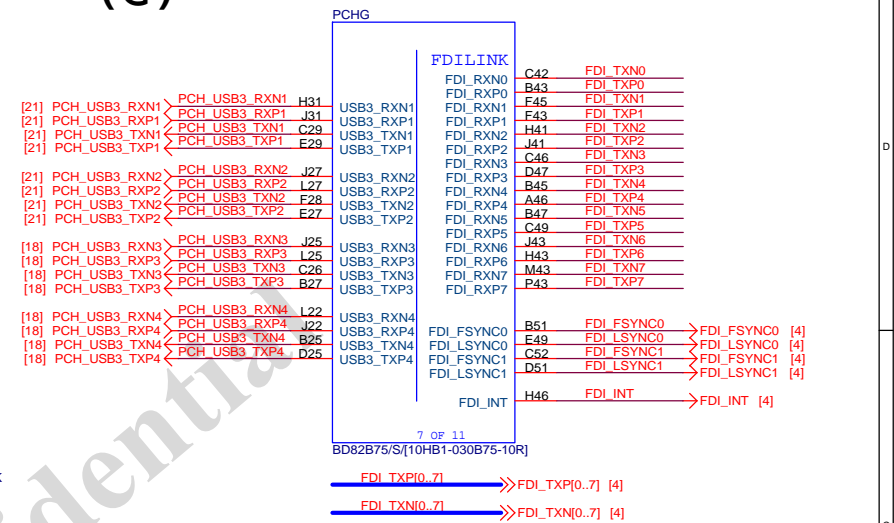 (G)
PCHG
FDILINK
[21] PCH_USB3_RXN1 PCH_USB3_RXN1 H31 USB3_RXN1
[21] PCH_USB3_RXP1 PCH_USB3_RXP1 J31 USB3_RXP1
[21] PCH_USB3_TXN1 PCH_USB3_TXN1 C29 USB3_TXN1
[21] PCH_USB3_TXP1 PCH_USB3_TXP1 E29 USB3_TXP1
[21] PCH_USB3_RXN2 PCH_USB3_RXN2 J27 USB3_RXN2
[21] PCH_USB3_RXP2 PCH_USB3_RXP2 L27 USB3_RXP2
[21] PCH_USB3_TXN2 PCH_USB3_TXN2 F28 USB3_TXN2
[21] PCH_USB3_TXP2 PCH_USB3_TXP2 E27 USB3_TXP2
[18] PCH_USB3_RXN3 PCH_USB3_RXN3 J25 USB3_RXN3
[18] PCH_USB3_RXP3 PCH_USB3_RXP3 L25 USB3_RXP3
[18] PCH_USB3_TXN3 PCH_USB3_TXN3 C26 USB3_TXN3
[18] PCH_USB3_TXP3 PCH_USB3_TXP3 B27 USB3_TXP3
[18] PCH_USB3_RXN4 PCH_USB3_RXN4 L22 USB3_RXN4
[18] PCH_USB3_RXP4 PCH_USB3_RXP4 J22 USB3_RXP4
[18] PCH_USB3_TXN4 PCH_USB3_TXN4 B25 USB3_TXN4
[18] PCH_USB3_TXP4 PCH_USB3_TXP4 D25 USB3_TXP4
FDI_RXN0 C42 FDI_TXN0
FDI_RXP0 B43 FDI_TXP0
FDI_RXN1 F45 FDI_TXN1
FDI_RXP1 F43 FDI_TXP1
FDI_RXN2 H41 FDI_TXN2
FDI_RXP2 J41 FDI_TXP2
FDI_RXN3 C46 FDI_TXN3
FDI_RXP3 D47 FDI_TXP3
FDI_RXN4 B45 FDI_TXN4
FDI_RXP4 A46 FDI_TXP4
FDI_RXN5 B47 FDI_TXN5
FDI_RXP5 C49 FDI_TXP5
FDI_RXN6 J43 FDI_TXN6
FDI_RXP6 H43 FDI_TXP6
FDI_RXN7 M43 FDI_TXN7
FDI_RXP7 P43 FDI_TXP7
FDI_FSYNC0 B51 FDI_FSYNC0 FDI_FSYNC0 [4]
FDI_LSYNC0 E49 FDI_LSYNC0 FDI_LSYNC0 [4]
FDI_FSYNC1 C52 FDI_FSYNC1 FDI_FSYNC1 [4]
FDI_LSYNC1 D51 FDI_LSYNC1 FDI_LSYNC1 [4]
FDI_INT H46 FDI_INT FDI_INT [4]
7 OF 11
BD82B75/S/[10HB1-030B75-10R]
FDI_TXP[0..7] FDI_TXP[0..7] [4]
FDI_TXN[0..7] FDI_TXN[0..7] [4]
D
idential